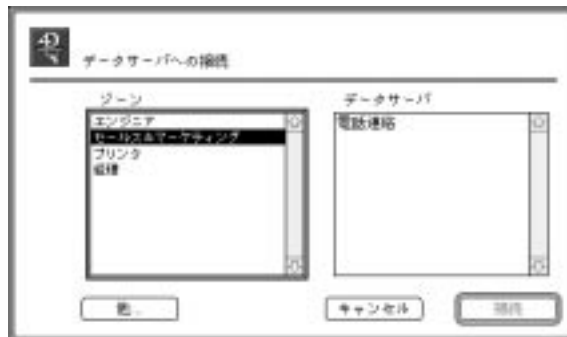 4D
データサーバへの接続
ゾーン
データサーバ
エンジニア
セールス&マーケティング
プリンタ
経理
電話連絡
他...
キャンセル
接続